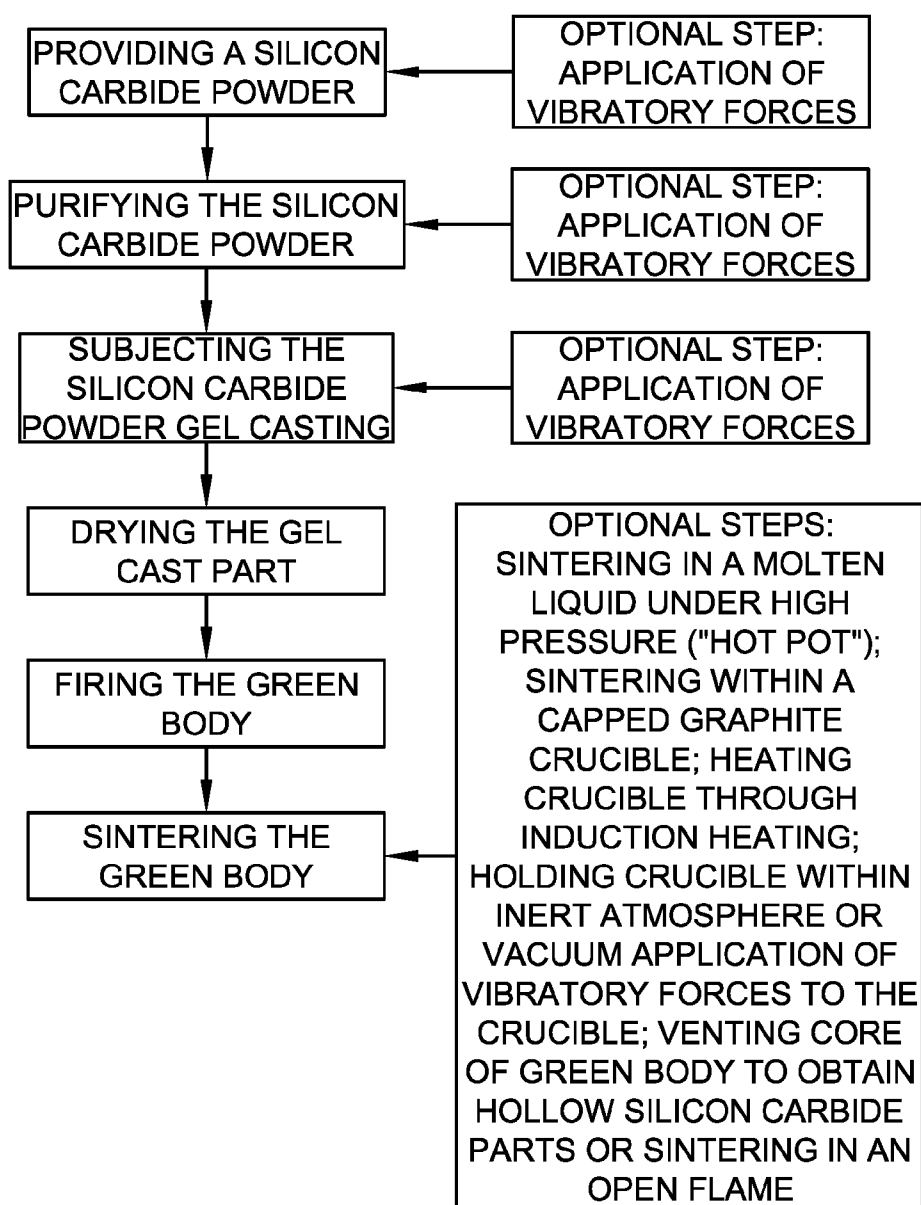 PROVIDING A SILICON
CARBIDE POWDER
OPTIONAL STEP:
APPLICATION OF
VIBRATORY FORCES
PURIFYING THE SILICON
CARBIDE POWDER
OPTIONAL STEP:
APPLICATION OF
VIBRATORY FORCES
SUBJECTING THE
SILICON CARBIDE
POWDER GEL CASTING
OPTIONAL STEP:
APPLICATION OF
VIBRATORY FORCES
DRYING THE GEL
CAST PART
FIRING THE GREEN
BODY
SINTERING THE
GREEN BODY
OPTIONAL STEPS:
SINTERING IN A MOLTEN
LIQUID UNDER HIGH
PRESSURE ("HOT POT");
SINTERING WITHIN A
CAPPED GRAPHITE
CRUCIBLE; HEATING
CRUCIBLE THROUGH
INDUCTION HEATING;
HOLDING CRUCIBLE WITHIN
INERT ATMOSPHERE OR
VACUUM APPLICATION OF
VIBRATORY FORCES TO THE
CRUCIBLE; VENTING CORE
OF GREEN BODY TO OBTAIN
HOLLOW SILICON CARBIDE
PARTS OR SINTERING IN AN
OPEN FLAME